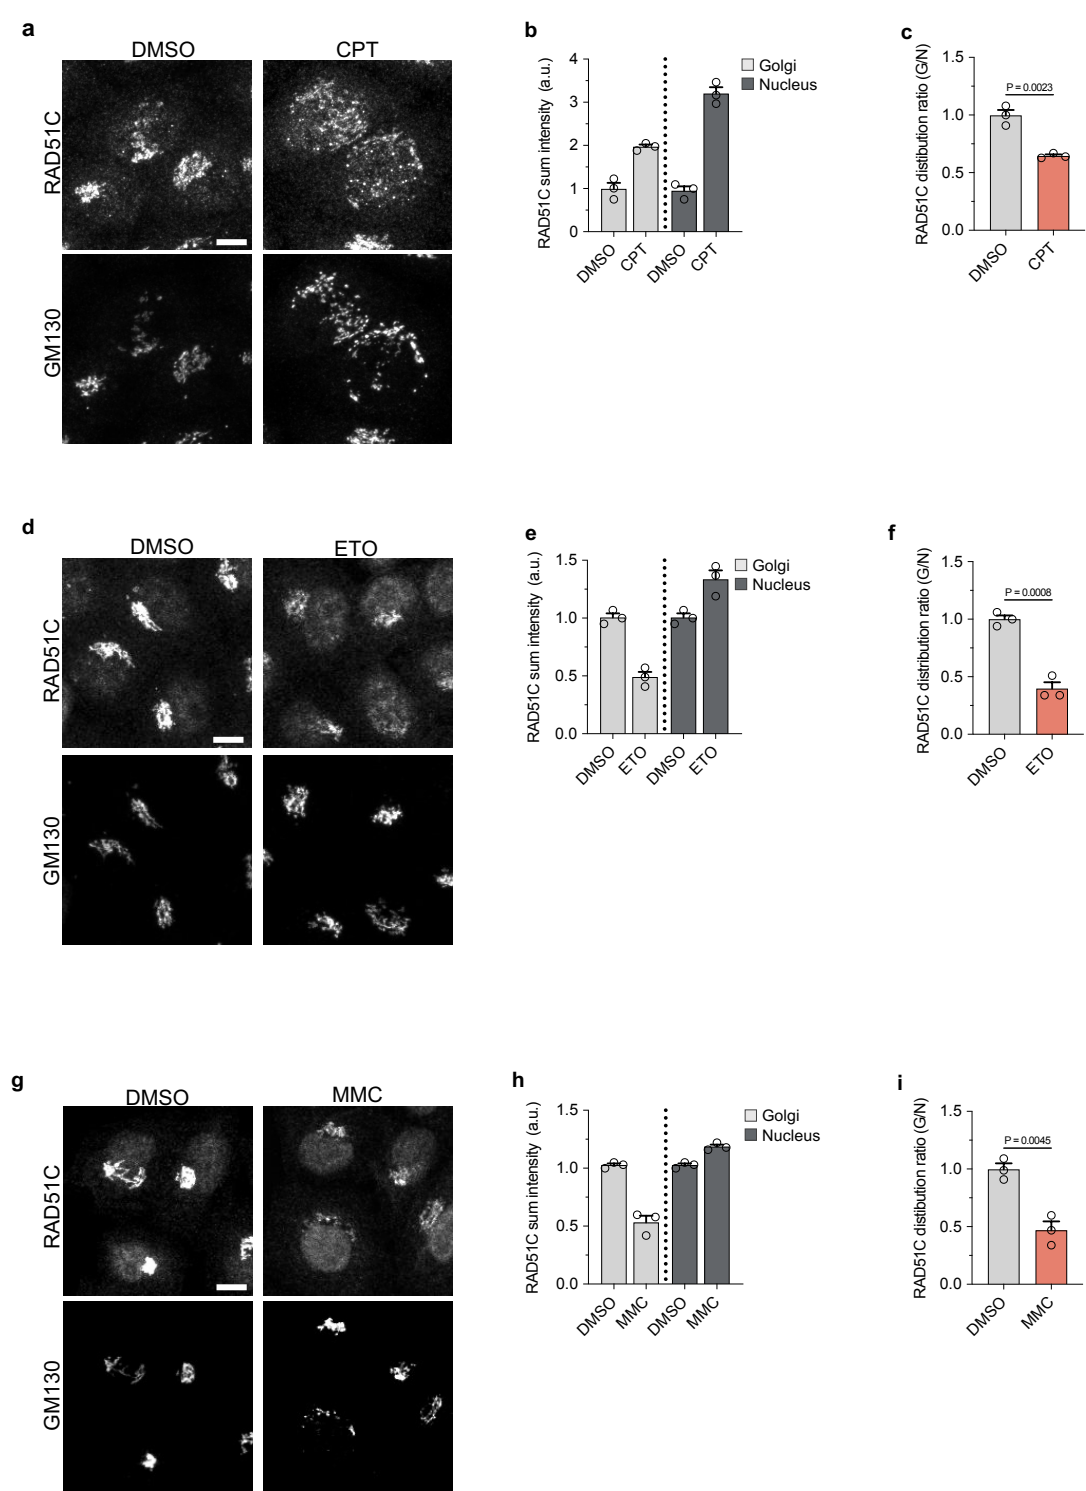 a
DMSO
CPT
RAD51C
GM130
b
RAD51C sum intensity (a.u.)
4
3
2
1
0
DMSO
CPT
DMSO
CPT
Golgi
Nucleus
c
RAD51C distibution ratio (G/N)
1.5
1.0
0.5
0.0
P = 0.0023
DMSO
CPT
d
DMSO
ETO
RAD51C
GM130
e
RAD51C sum intensity (a.u.)
1.5
1.0
0.5
0.0
DMSO
ETO
DMSO
ETO
Golgi
Nucleus
f
RAD51C distribution ratio (G/N)
1.5
1.0
0.5
0.0
P = 0.0008
DMSO
ETO
g
DMSO
MMC
RAD51C
GM130
h
RAD51C sum intensity (a.u.)
1.5
1.0
0.5
0.0
DMSO
MMC
DMSO
MMC
Golgi
Nucleus
i
RAD51C distibution ratio (G/N)
1.5
1.0
0.5
0.0
P = 0.0045
DMSO
MMC